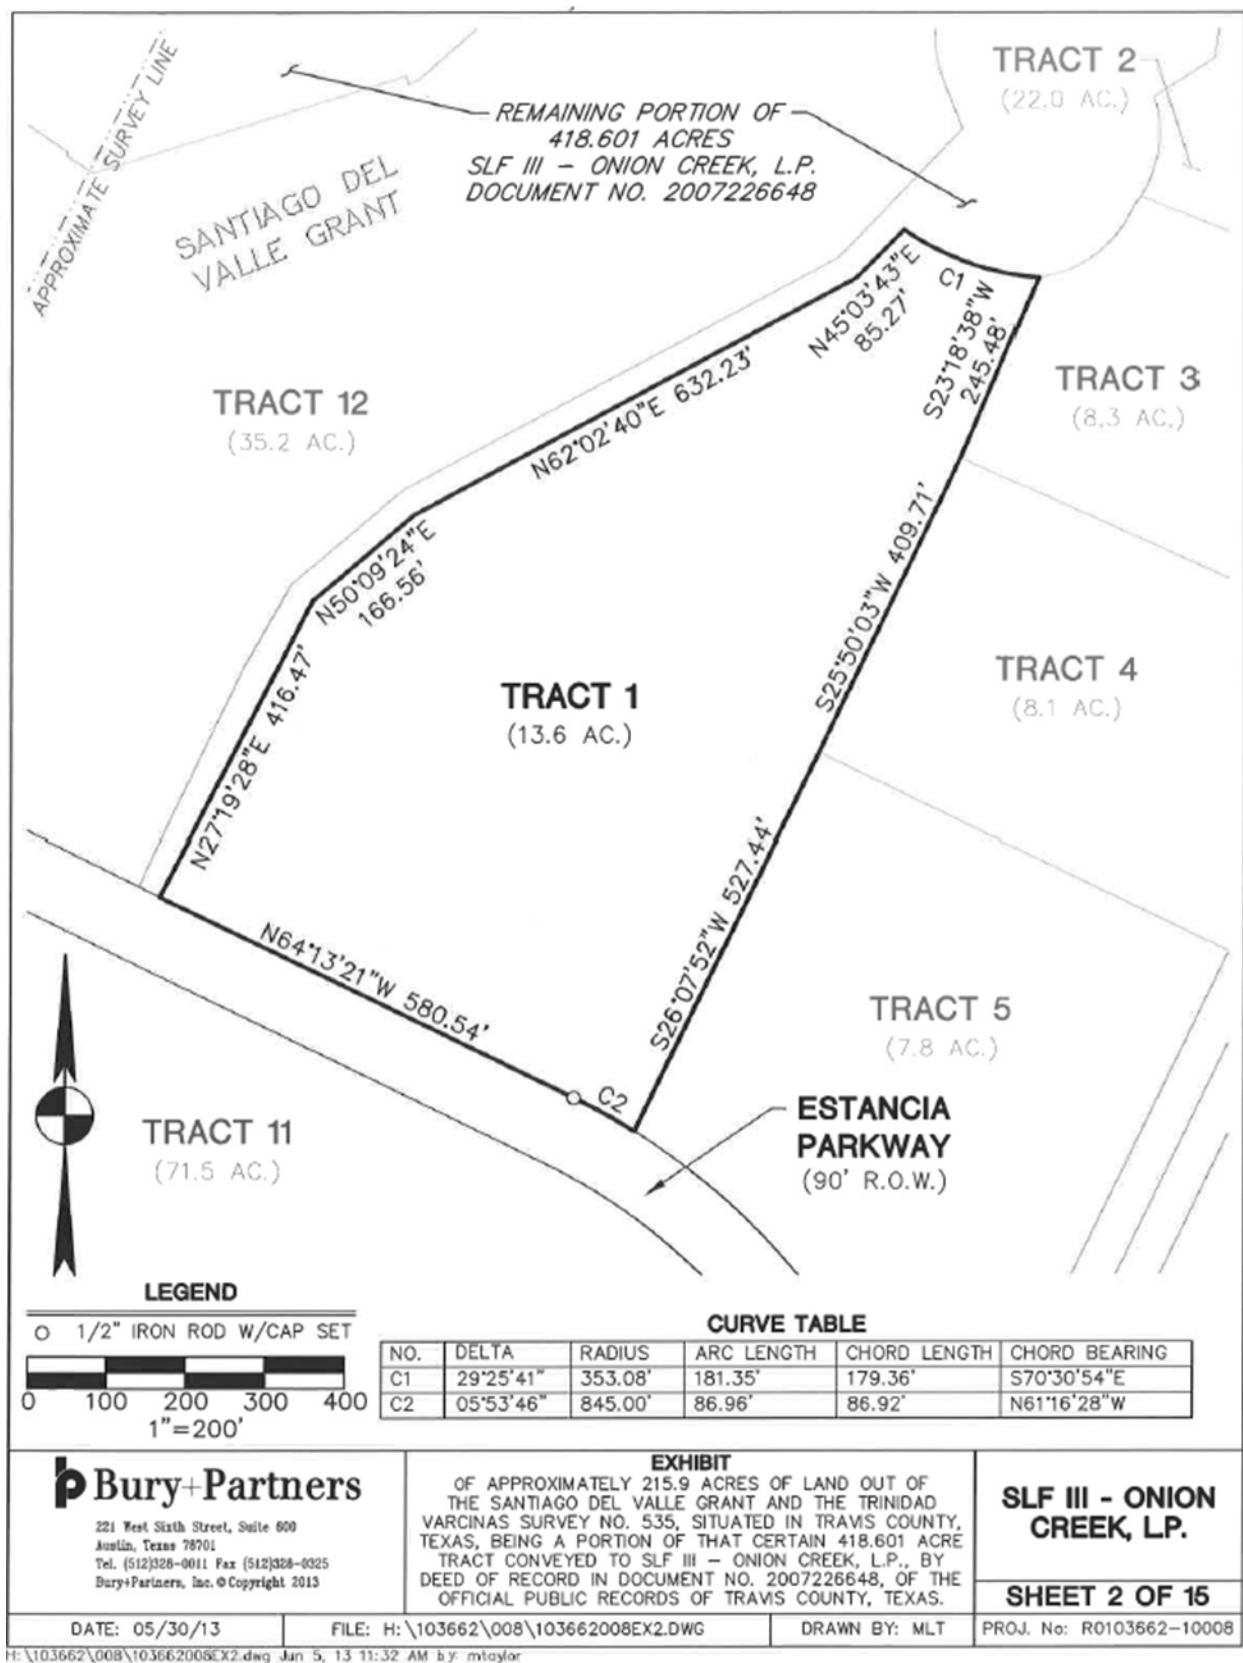 TRACT 2
(22.0 AC.)
REMAINING PORTION OF
418.601 ACRES
SLF III – ONION CREEK, L.P.
DOCUMENT NO. 2007226648
APPROXIMATE SURVEY LINE
SANTIAGO DEL
VALLE GRANT
C1
N45°03'43"E
85.27'
S23°18'38"W
245.48'
TRACT 12
(35.2 AC.)
N62°02'40"E 632.23'
TRACT 3
(8.3 AC.)
N50°09'24"E
166.56'
S25°50'03"W 409.71'
TRACT 1
(13.6 AC.)
TRACT 4
(8.1 AC.)
N27°19'28"E 416.47'
N64°13'21"W 580.54'
S26°07'52"W 527.44'
TRACT 5
(7.8 AC.)
C2
ESTANCIA
PARKWAY
(90' R.O.W.)
TRACT 11
(71.5 AC.)
LEGEND
1/2" IRON ROD W/CAP SET
0 100 200 300 400
1"=200'
CURVE TABLE
NO. DELTA RADIUS ARC LENGTH CHORD LENGTH CHORD BEARING
C1 29°25'41" 353.08' 181.35' 179.36' S70°30'54"E
C2 05°53'46" 845.00' 86.96' 86.92' N61°16'28"W
Bury+Partners
221 West Sixth Street, Suite 600
Austin, Texas 78701
Tel. (512)328-0011 Fax (512)328-0325
Bury+Partners, Inc. ©Copyright 2013
EXHIBIT
OF APPROXIMATELY 215.9 ACRES OF LAND OUT OF
THE SANTIAGO DEL VALLE GRANT AND THE TRINIDAD
VARCINAS SURVEY NO. 535, SITUATED IN TRAVIS COUNTY,
TEXAS, BEING A PORTION OF THAT CERTAIN 418.601 ACRE
TRACT CONVEYED TO SLF III – ONION CREEK, L.P., BY
DEED OF RECORD IN DOCUMENT NO. 2007226648, OF THE
OFFICIAL PUBLIC RECORDS OF TRAVIS COUNTY, TEXAS.
SLF III - ONION
CREEK, LP.
SHEET 2 OF 15
DATE: 05/30/13
FILE: H:\103662\008\103662008EX2.DWG
DRAWN BY: MLT
PROJ. No: R0103662-10008
H:\103662\008\103662008EX2.dwg Jun 5, 13 11:32 AM by: mtaylor